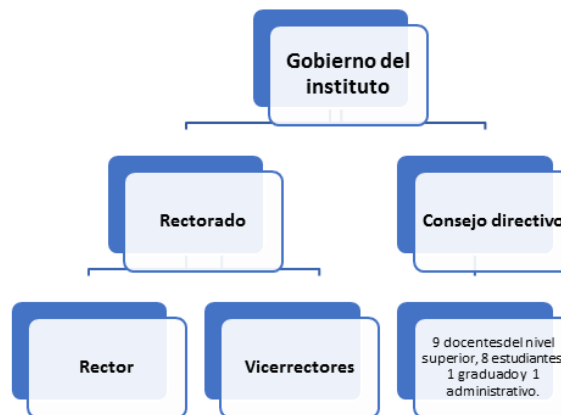 Gobierno del
instituto
Rectorado
Consejo directivo
Rector
Vicerrectores
9 docentesdel nivel
superior, 8 estudiantes
1 graduadoy 1
administrativo.